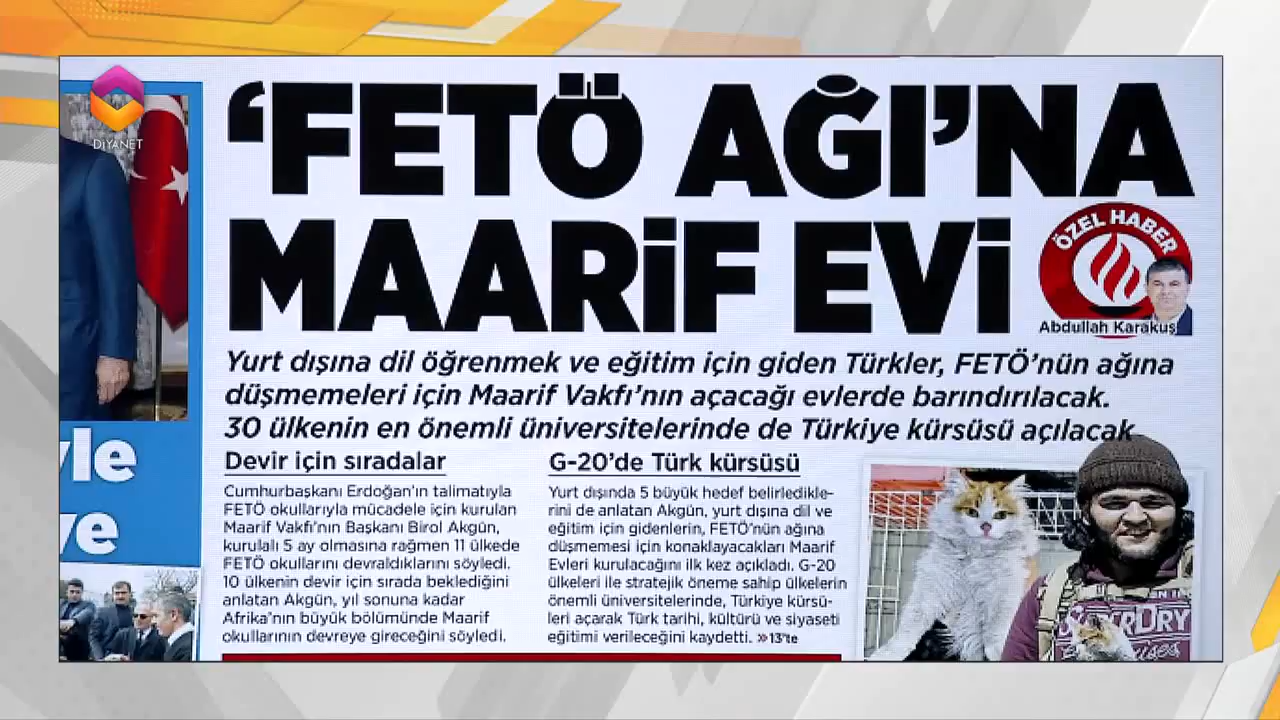 DİYANET
'FETÖ AĞI'NA
MAARİF EVİ
ÖZEL HABER
Abdullah Karakuş
Yurt dışına dil öğrenmek ve eğitim için giden Türkler, FETÖ'nün ağına
düşmemeleri için Maarif Vakfı'nın açacağı evlerde barındırılacak.
30 ülkenin en önemli üniversitelerinde de Türkiye kürsüsü açılacak
Devir için sıradalar
Cumhurbaşkanı Erdoğan'ın talimatıyla
FETÖ okullarıyla mücadele için kurulan
Maarif Vakfı'nın Başkanı Birol Akgün,
kurulalı 5 ay olmasına rağmen 11 ülkede
FETÖ okullarını devraldıklarını söyledi.
10 ülkenin devir için sırada beklediğini
anlatan Akgün, yıl sonuna kadar
Afrika'nın büyük bölümünde Maarif
okullarının devreye gireceğini söyledi.
G-20'de Türk kürsüsü
Yurt dışında 5 büyük hedef belirledikle-
rini de anlatan Akgün, yurt dışına dil ve
eğitim için gidenlerin, FETÖ'nün ağına
düşmemesi için konaklayacakları Maarif
Evleri kurulacağını ilk kez açıkladı. G-20
ülkeleri ile stratejik öneme sahip ülkelerin
önemli üniversitelerinde, Türkiye kürsü-
leri açarak Türk tarihi, kültürü ve siyaseti
eğitimi verileceğini kaydetti. »13'te
yle
ye